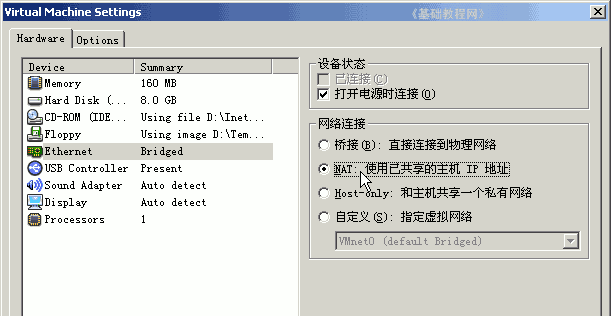 Virtual Machine Settings 《基础教程网》
Hardware Options
Device Summary
Memory 160 MB
Hard Disk (... 8.0 GB
CD-ROM (IDE... Using file D:\Inet...
Floppy Using image D:\Tem...
Ethernet Bridged
USB Controller Present
Sound Adapter Auto detect
Display Auto detect
Processors 1
设备状态
已连接(C)
打开电源时连接(O)
网络连接
桥接(B): 直接连接到物理网络
NAT: 使用已共享的主机 IP 地址
Host-only: 和主机共享一个私有网络
自定义(S): 指定虚拟网络
VMnet0 (default Bridged)